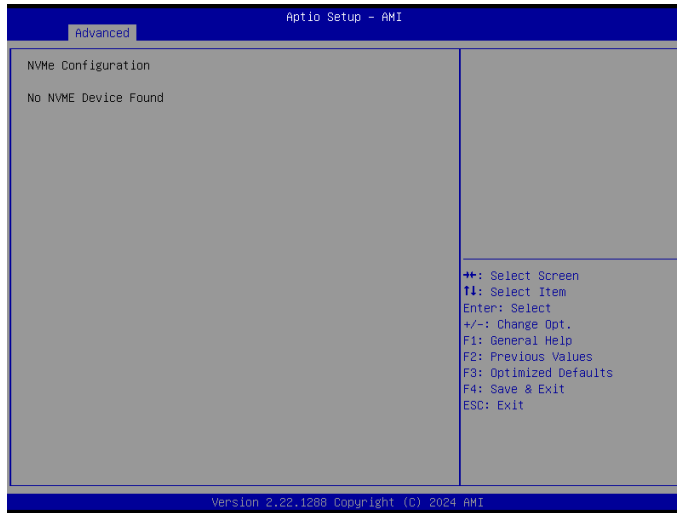 Aptio Setup – AMI
Advanced
NVMe Configuration
No NVME Device Found
→←: Select Screen
↑↓: Select Item
Enter: Select
+/-: Change Opt.
F1: General Help
F2: Previous Values
F3: Optimized Defaults
F4: Save & Exit
ESC: Exit
Version 2.22.1288 Copyright (C) 2024 AMI